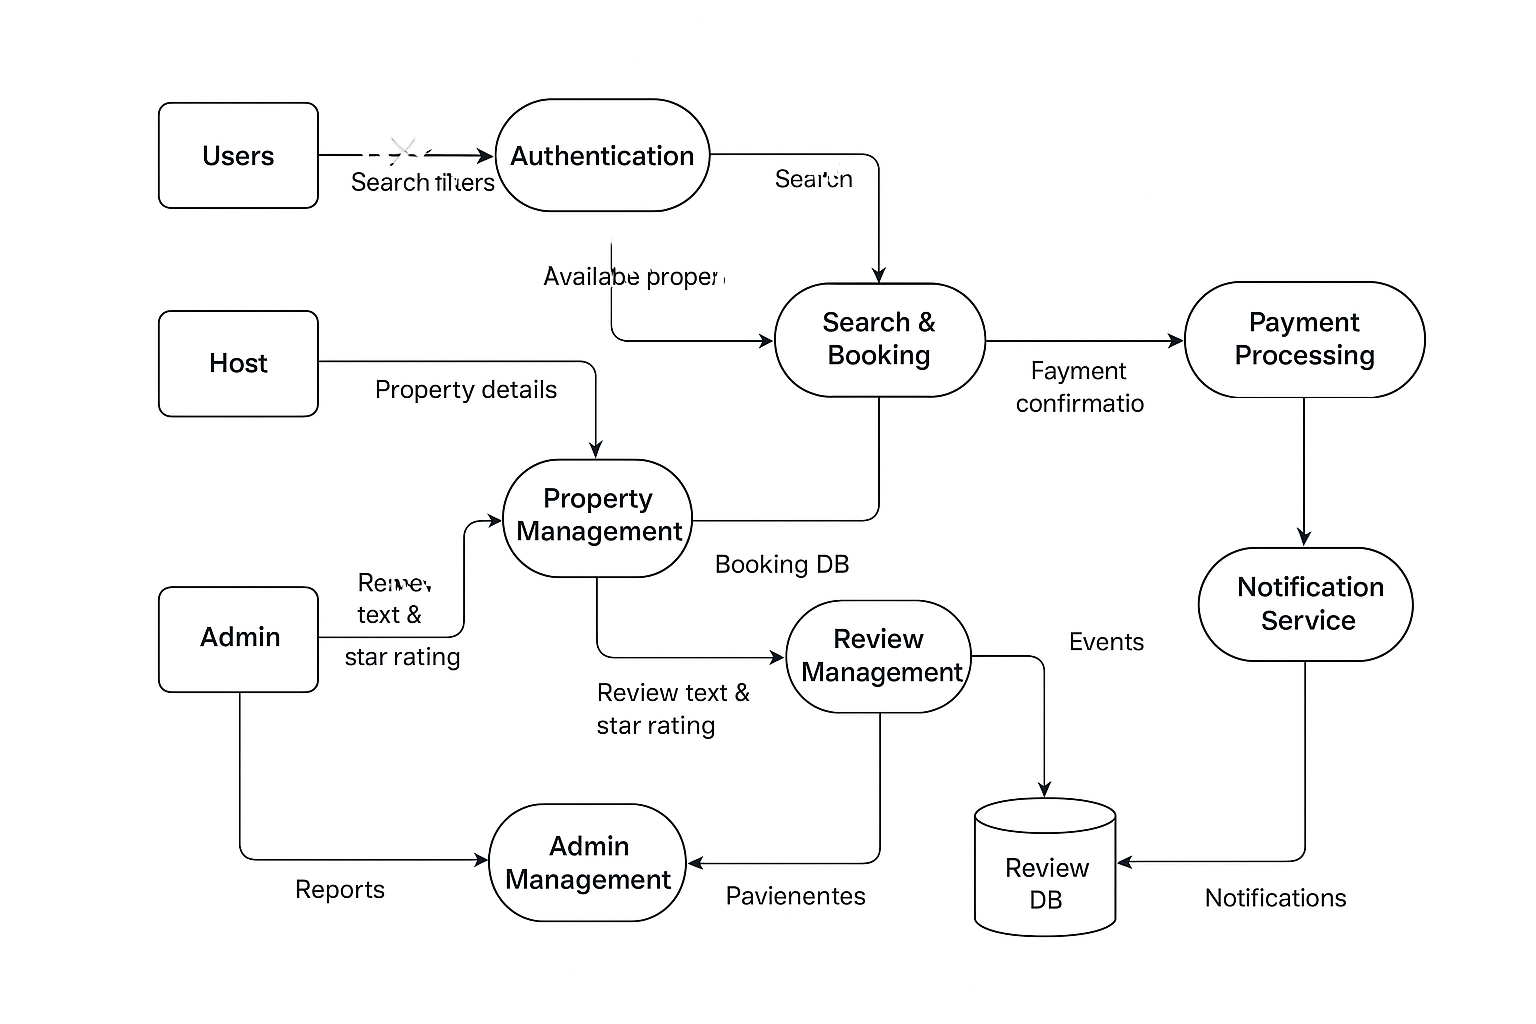 Users
Search filters
Authentication
Search
Availabe proper
Host
Property details
Search &
Booking
Fayment
confirmatio
Payment
Processing
Property
Management
Booking DB
Admin
text &
star rating
Review text &
star rating
Review
Management
Events
Notification
Service
Reports
Admin
Management
Pavienentes
Review
DB
Notifications